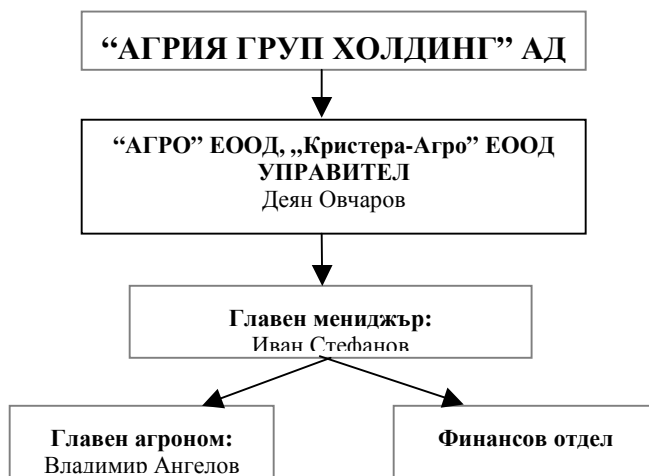 “АГРИЯ ГРУП ХОЛДИНГ” АД
“АГРО” ЕООД, „Кристера-Агро” ЕООД
УПРАВИТЕЛ
Деян Овчаров
Главен мениджър:
Иван Стефанов
Главен агроном:
Владимир Ангелов
Финансов отдел